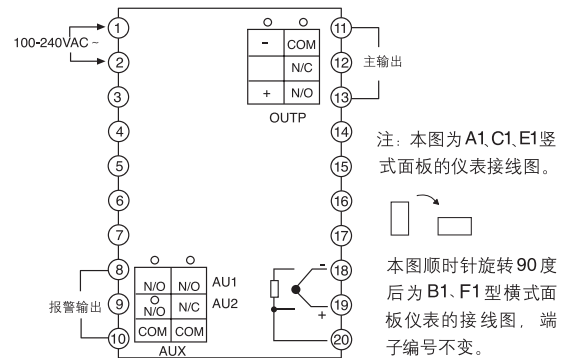 100-240VAC ~
1
2
3
4
5
6
7
8
9
10
报警输出
- COM
N/C
+ N/O
OUTP
N/O N/O AU1
N/O N/C AU2
COM COM
AUX
11
12
13
14
15
16
17
18
19
20
主输出
-
+
注：本图为A1、C1、E1竖
式面板的仪表接线图。
本图顺时针旋转90度
后为B1、F1型横式面
板仪表的接线图，端
子编号不变。